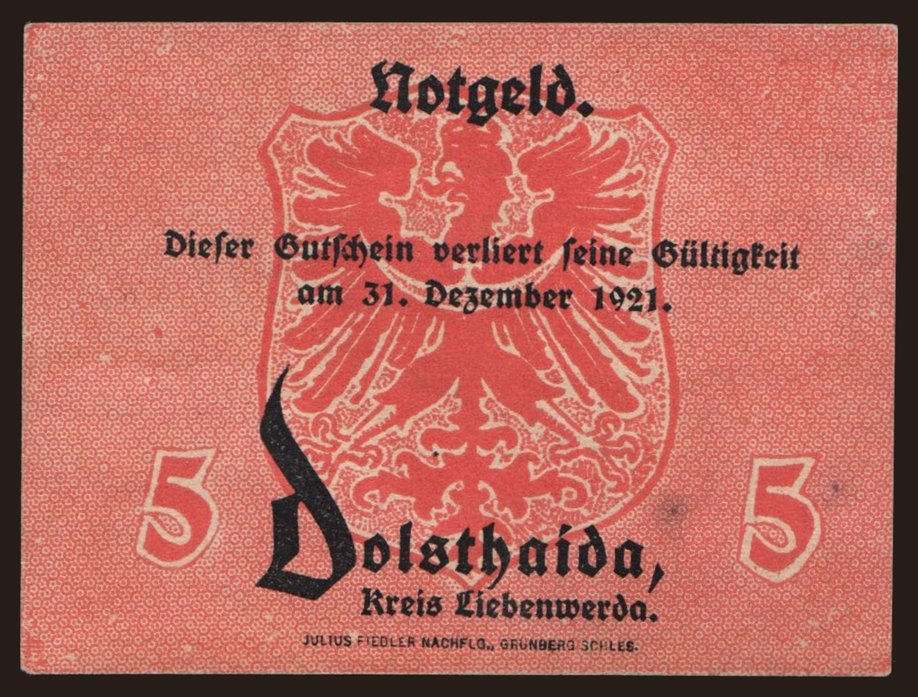 Notgeld.
Dieser Gutschein verliert seine Gültigkeit
am 31. Dezember 1921.
5 5
Dolsthaida,
Kreis Liebenwerda.
JULIUS FIEDLER NACHFLG., GRÜNBERG SCHLES.